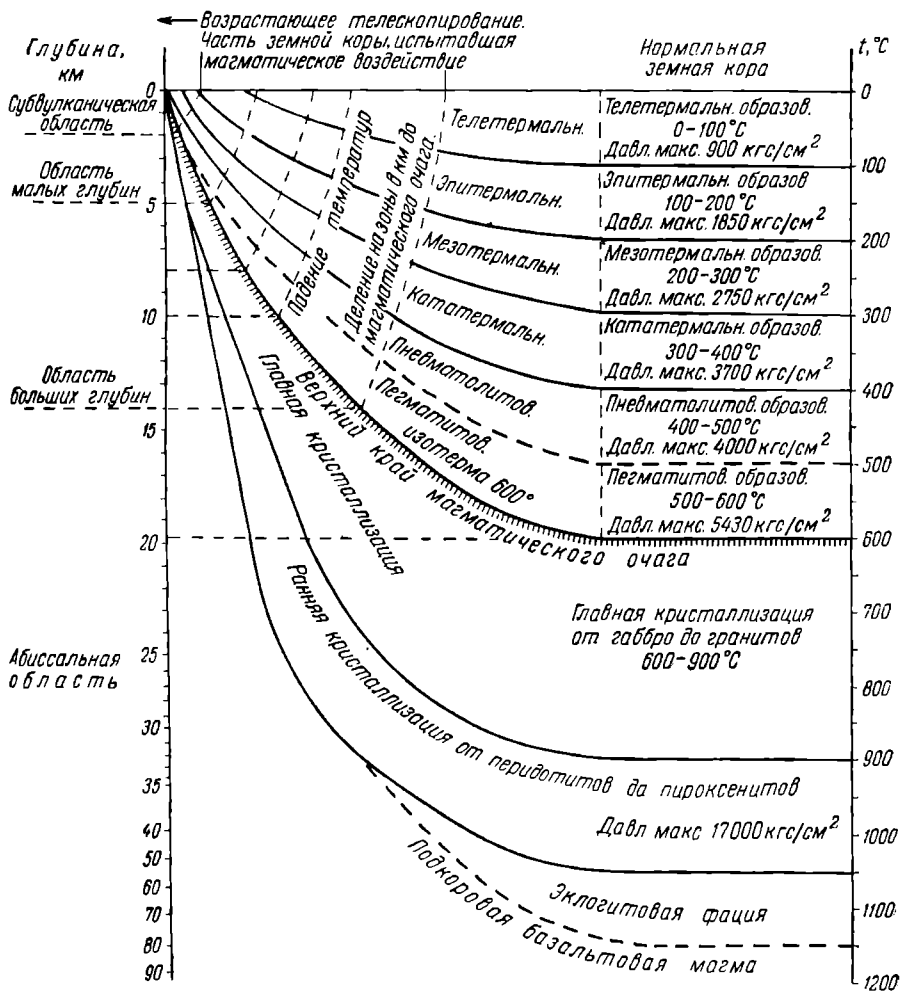 Возрастающее телескопирование.
Часть земной коры, испытавшая
магматическое воздействие
Глубина,
км
Нормальная
земная кора
t,°C
0
Субвулканическая
область
Область
малых глубин
5
10
Область
больших глубин
15
20
Абиссальная
область
25
30
35
40
50
60
70
80
90
Падение температур
Деление на зоны в км до
магматического очага.
Телетермальн.
Эпитермальн.
Мезотермальн.
Кататермальн.
Пневматолитов.
Пегматитов.
изотерма 600°
Верхний край магматического очага
Главная кристаллизация
Ранняя кристаллизация от перидотитов да пироксенитов
Подкоровая базальтовая магма
Телетермальн. образов.
0-100°C
Давл. макс. 900 кгс/см²
Эпитермальн. образов
100-200°C
Давл. макс. 1850 кгс/см²
Мезотермальн. образов.
200-300°C
Давл. макс. 2750 кгс/см²
Кататермальн. образов.
300-400°C
Давл. макс. 3700 кгс/см²
Пневматолитов. образов.
400-500°C
Давл. макс. 4000 кгс/см²
Пегматитов. образов.
500-600°C
Давл. макс. 5430 кгс/см²
Главная кристаллизация
от габбро до гранитов
600-900°C
Давл макс 17000 кгс/см²
Эклогитовая фация
0
100
200
300
400
500
600
700
800
900
1000
1100
1200